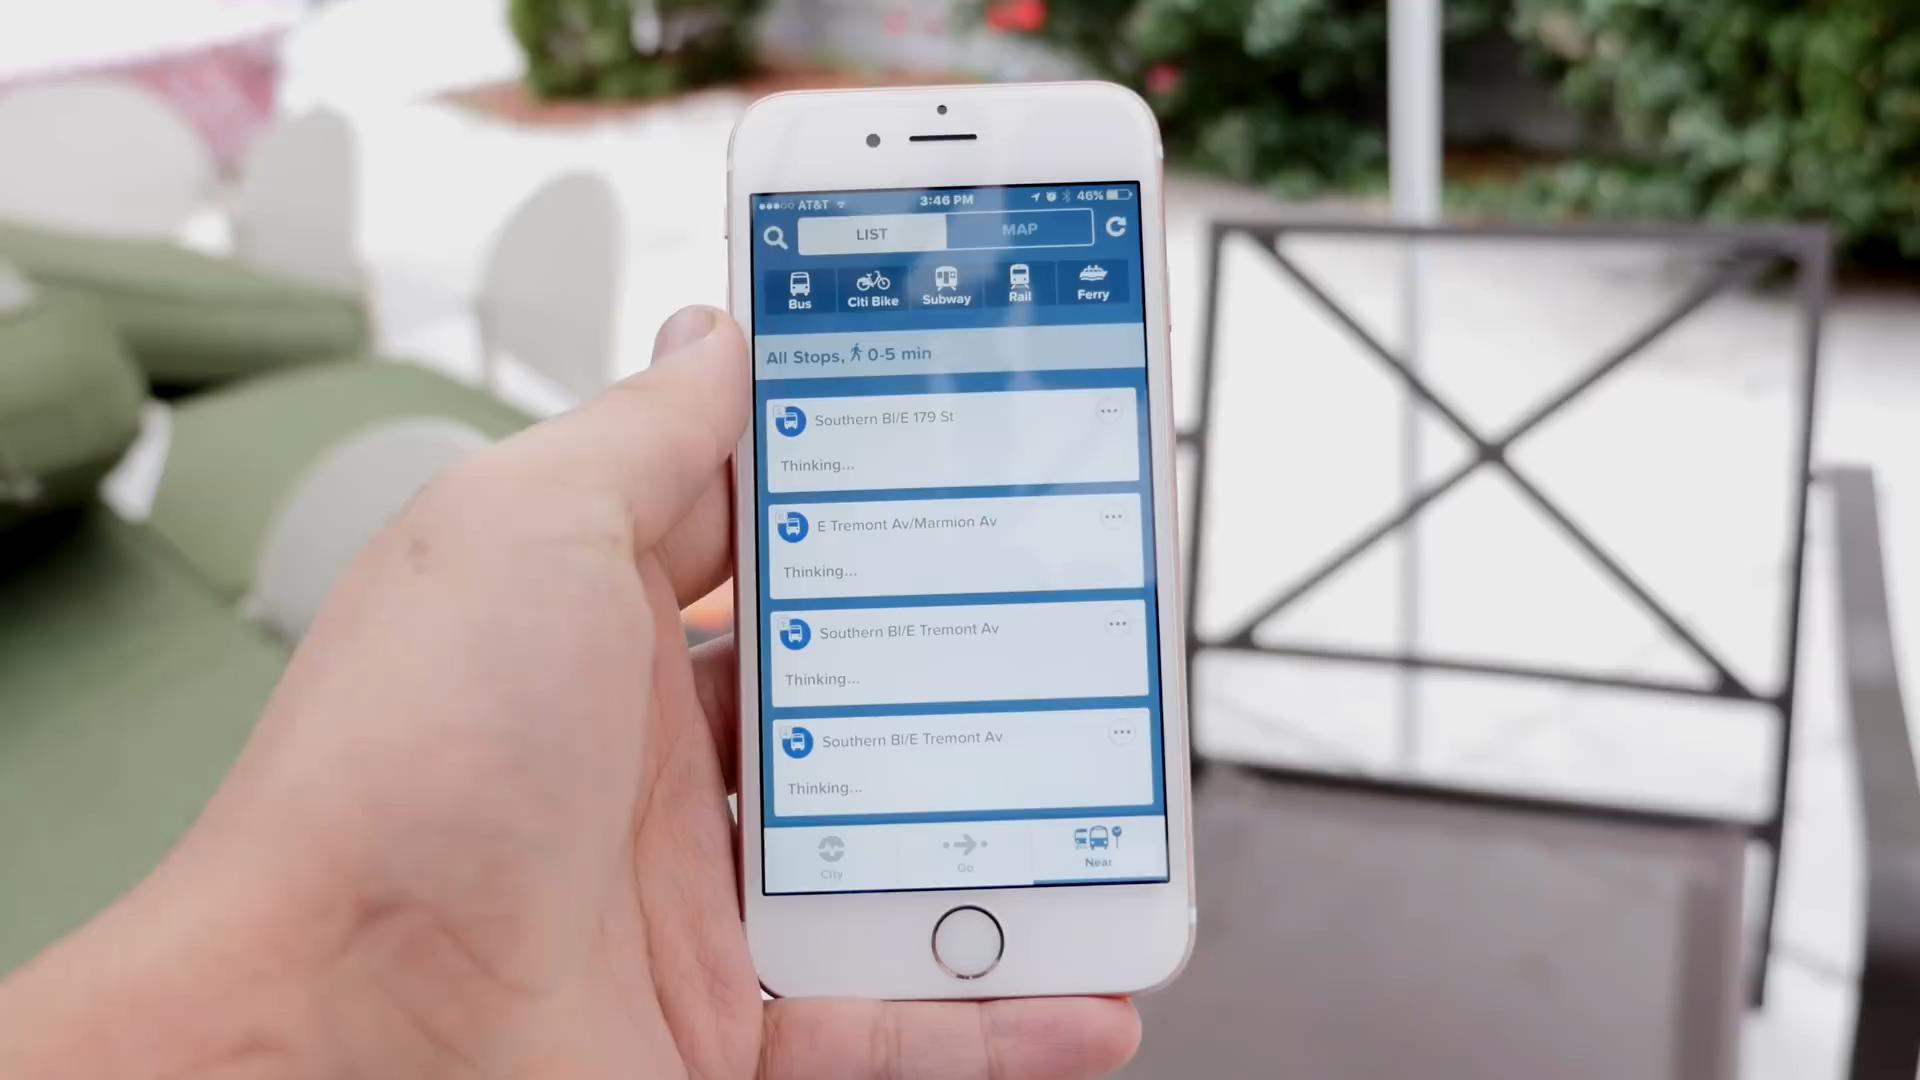 AT&T 3:46 PM 46%
LIST MAP
Bus Citi Bike Subway Rail Ferry
All Stops, 0-5 min
Southern Bl/E 179 St
Thinking...
E Tremont Av/Marmion Av
Thinking...
Southern Bl/E Tremont Av
Thinking...
Southern Bl/E Tremont Av
Thinking...
City Go Near